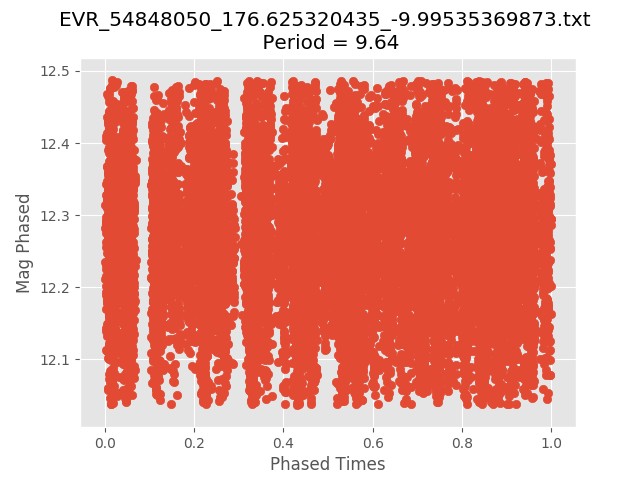 EVR_54848050_176.625320435_-9.99535369873.txt
Period = 9.64
12.5
12.4
12.3
12.2
12.1
Mag Phased
0.0 0.2 0.4 0.6 0.8 1.0
Phased Times